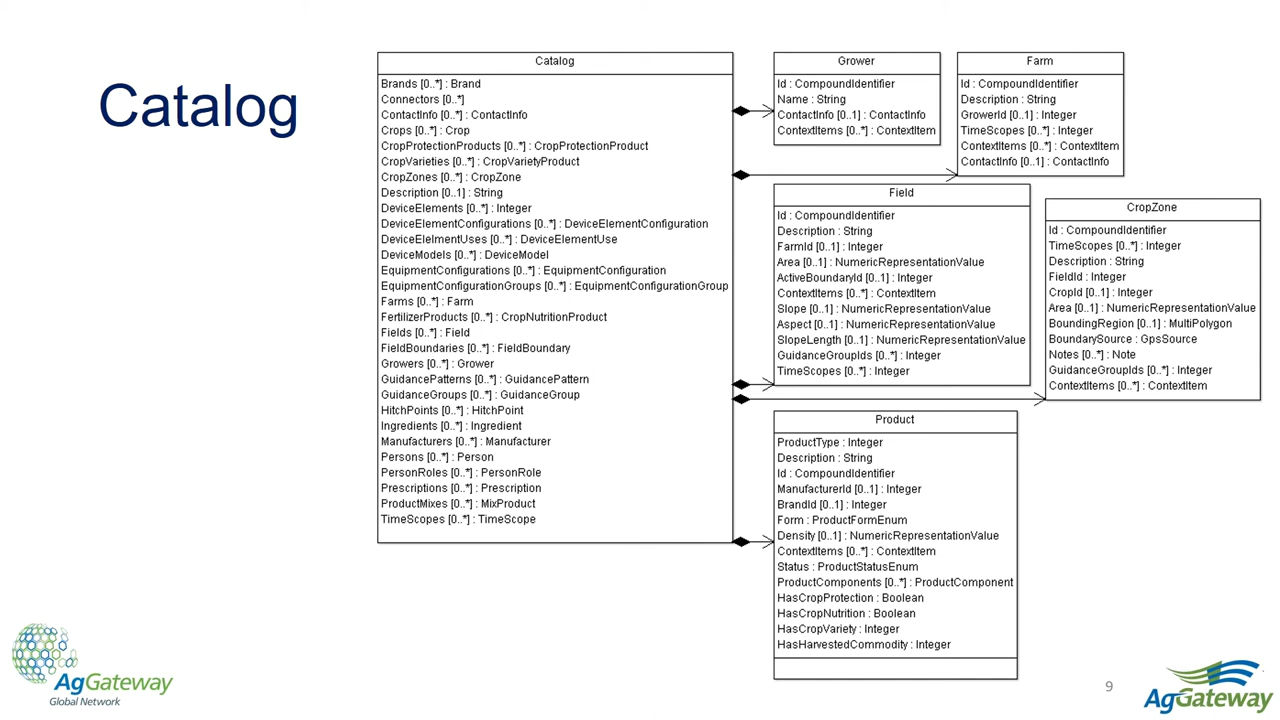 Catalog
Catalog
Brands [0..*] : Brand
Connectors [0..*]
ContactInfo [0..*] : ContactInfo
Crops [0..*] : Crop
CropProtectionProducts [0..*] : CropProtectionProduct
CropVarieties [0..*] : CropVarietyProduct
CropZones [0..*] : CropZone
Description [0..1] : String
DeviceElements [0..*] : Integer
DeviceElementConfigurations [0..*] : DeviceElementConfiguration
DeviceElelmentUses [0..*] : DeviceElementUse
DeviceModels [0..*] : DeviceModel
EquipmentConfigurations [0..*] : EquipmentConfiguration
EquipmentConfigurationGroups [0..*] : EquipmentConfigurationGroup
Farms [0..*] : Farm
FertilizerProducts [0..*] : CropNutritionProduct
Fields [0..*] : Field
FieldBoundaries [0..*] : FieldBoundary
Growers [0..*] : Grower
GuidancePatterns [0..*] : GuidancePattern
GuidanceGroups [0..*] : GuidanceGroup
HitchPoints [0..*] : HitchPoint
Ingredients [0..*] : Ingredient
Manufacturers [0..*] : Manufacturer
Persons [0..*] : Person
PersonRoles [0..*] : PersonRole
Prescriptions [0..*] : Prescription
ProductMixes [0..*] : MixProduct
TimeScopes [0..*] : TimeScope
Grower
Id : CompoundIdentifier
Name : String
ContactInfo [0..1] : ContactInfo
ContextItems [0..*] : ContextItem
Farm
Id : CompoundIdentifier
Description : String
GrowerId [0..1] : Integer
TimeScopes [0..*] : Integer
ContextItems [0..*] : ContextItem
ContactInfo [0..1] : ContactInfo
Field
Id : CompoundIdentifier
Description : String
FarmId [0..1] : Integer
Area [0..1] : NumericRepresentationValue
ActiveBoundaryId [0..1] : Integer
ContextItems [0..*] : ContextItem
Slope [0..1] : NumericRepresentationValue
Aspect [0..1] : NumericRepresentationValue
SlopeLength [0..1] : NumericRepresentationValue
GuidanceGroupIds [0..*] : Integer
TimeScopes [0..*] : Integer
CropZone
Id : CompoundIdentifier
TimeScopes [0..*] : Integer
Description : String
FieldId : Integer
CropId [0..1] : Integer
Area [0..1] : NumericRepresentationValue
BoundingRegion [0..1] : MultiPolygon
BoundarySource : GpsSource
Notes [0..*] : Note
GuidanceGroupIds [0..*] : Integer
ContextItems [0..*] : ContextItem
Product
ProductType : Integer
Description : String
Id : CompoundIdentifier
ManufacturerId [0..1] : Integer
BrandId [0..1] : Integer
Form : ProductFormEnum
Density [0..1] : NumericRepresentationValue
ContextItems [0..*] : ContextItem
Status : ProductStatusEnum
ProductComponents [0..*] : ProductComponent
HasCropProtection : Boolean
HasCropNutrition : Boolean
HasCropVariety : Integer
HasHarvestedCommodity : Integer
AgGateway
Global Network
9
AgGateway